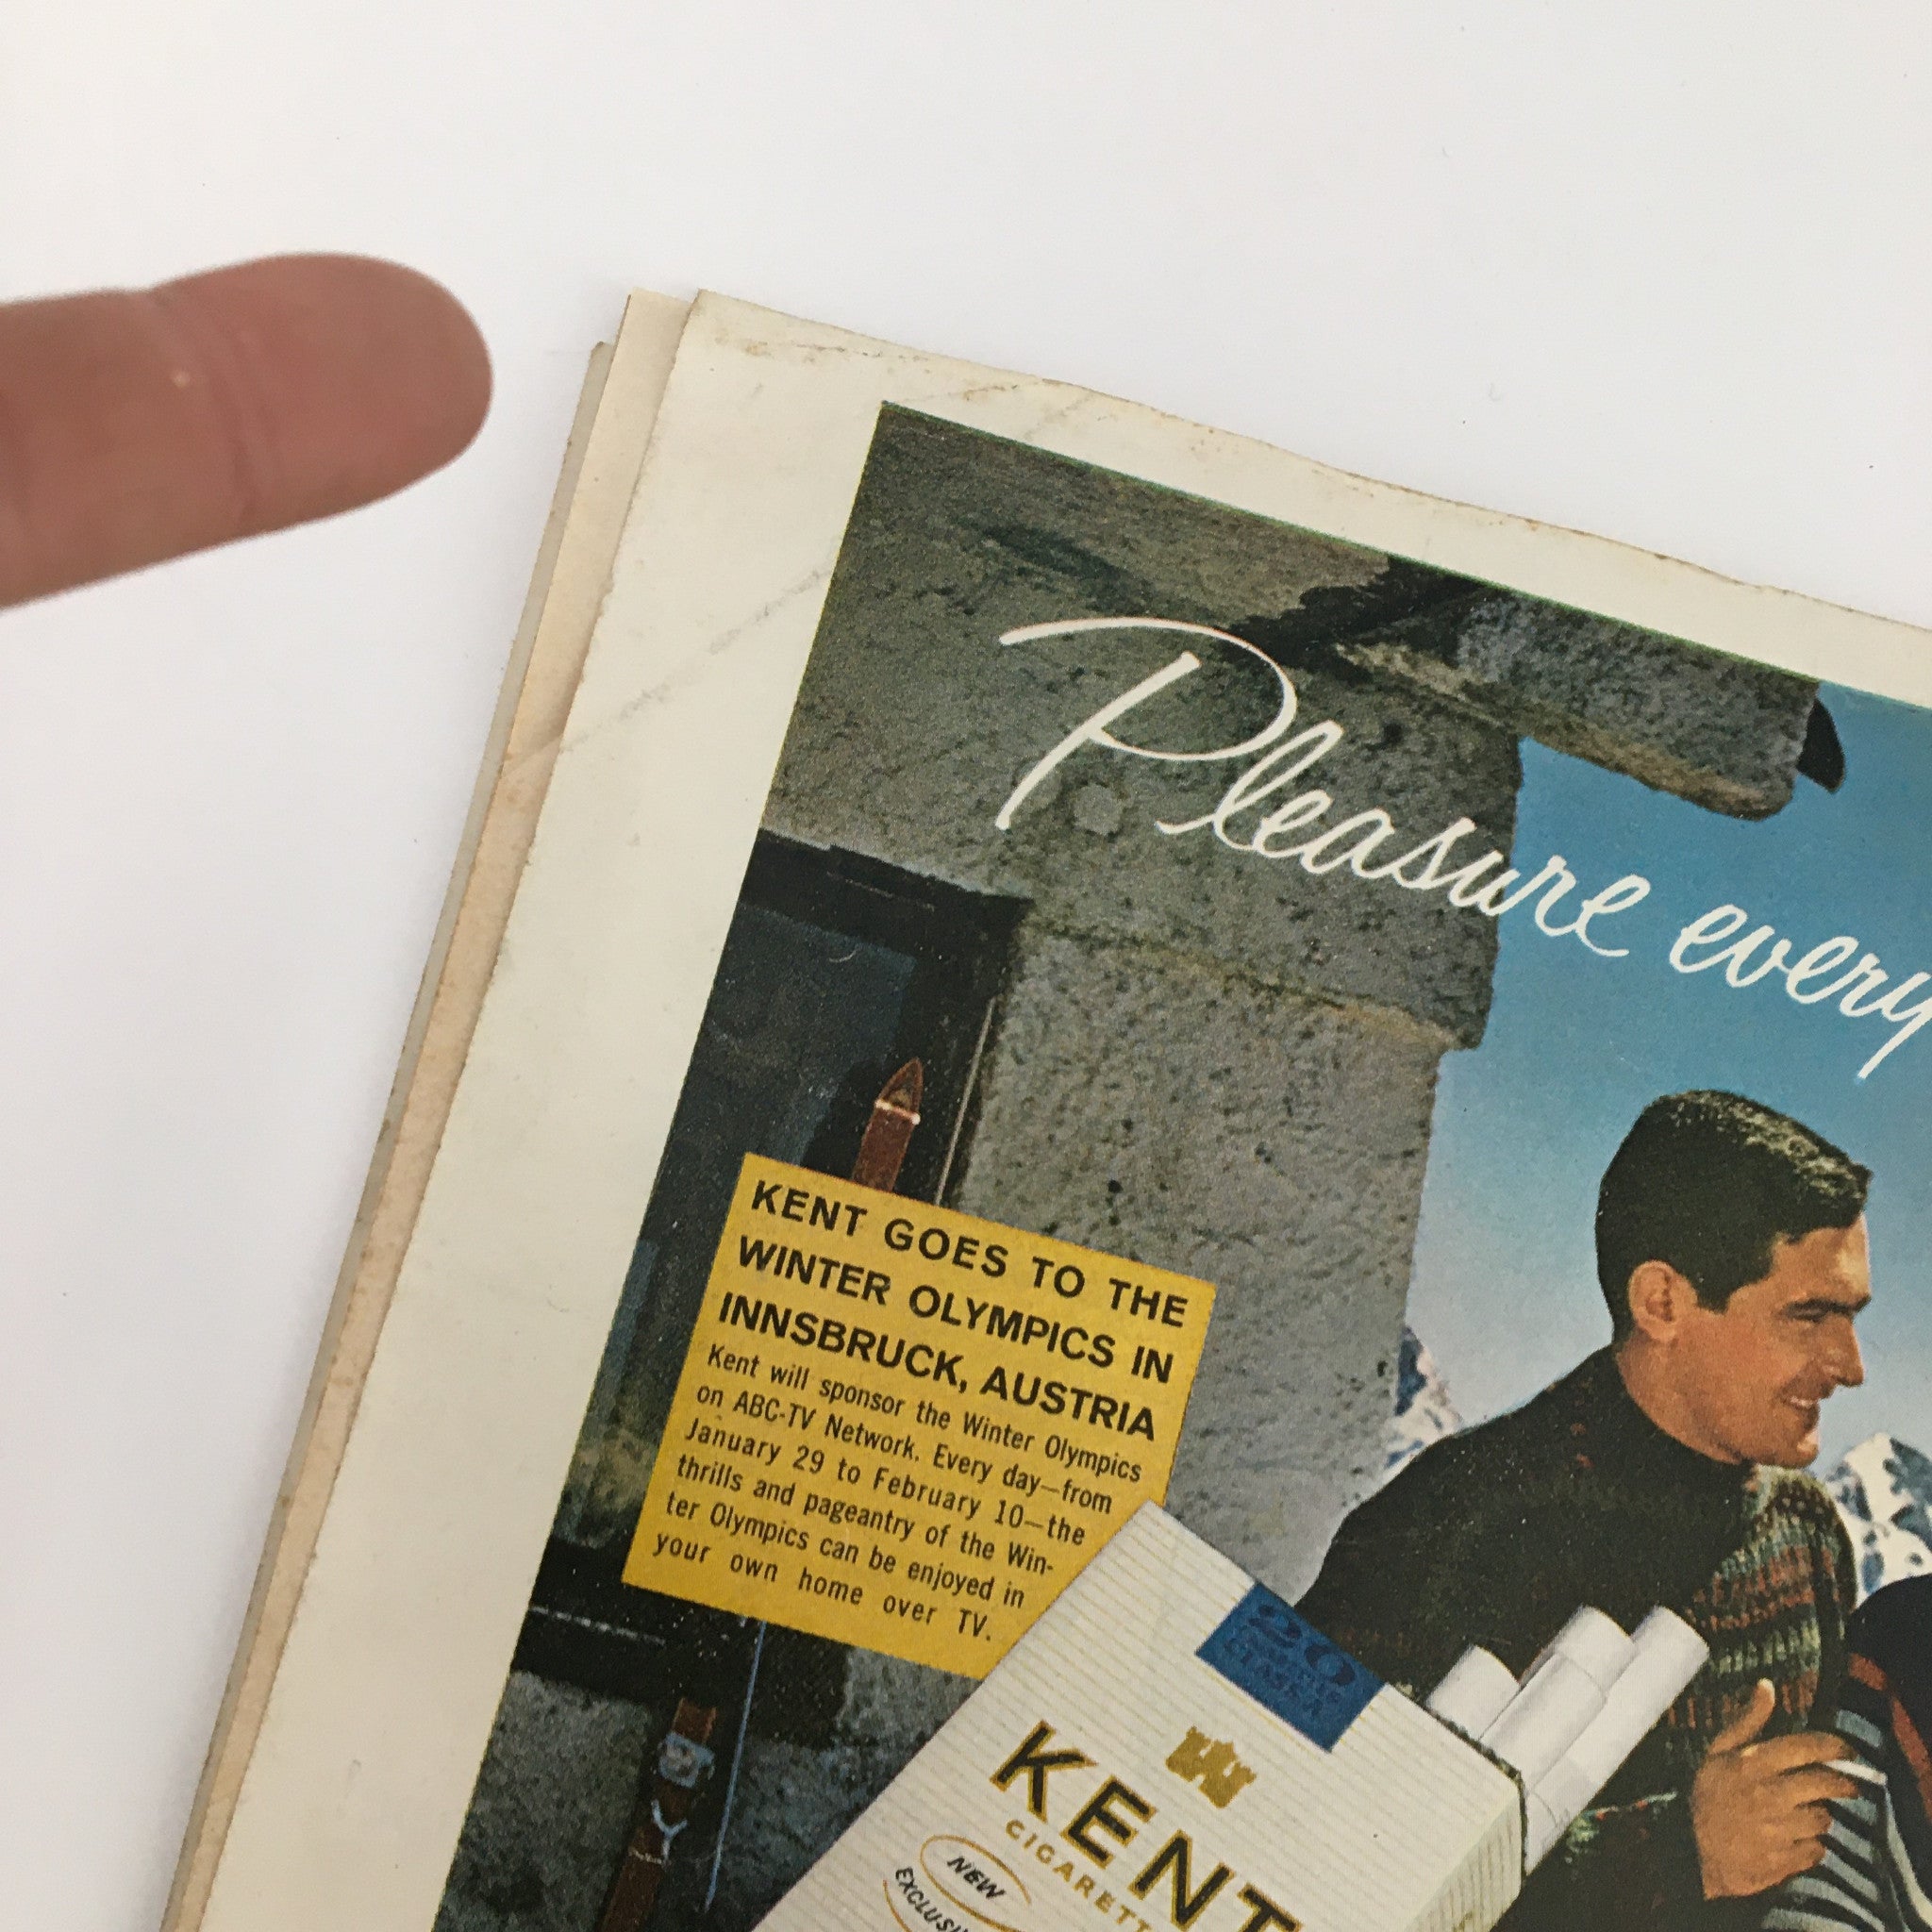 Pleasure every
KENT GOES TO THE
WINTER OLYMPICS IN
INNSBRUCK, AUSTRIA
Kent will sponsor the Winter Olympics
on ABC-TV Network. Every day—from
January 29 to February 10—the
thrills and pageantry of the Win-
ter Olympics can be enjoyed in
your own home over TV.
20
KENT
CIGARETT
NEW
EXCLUSI